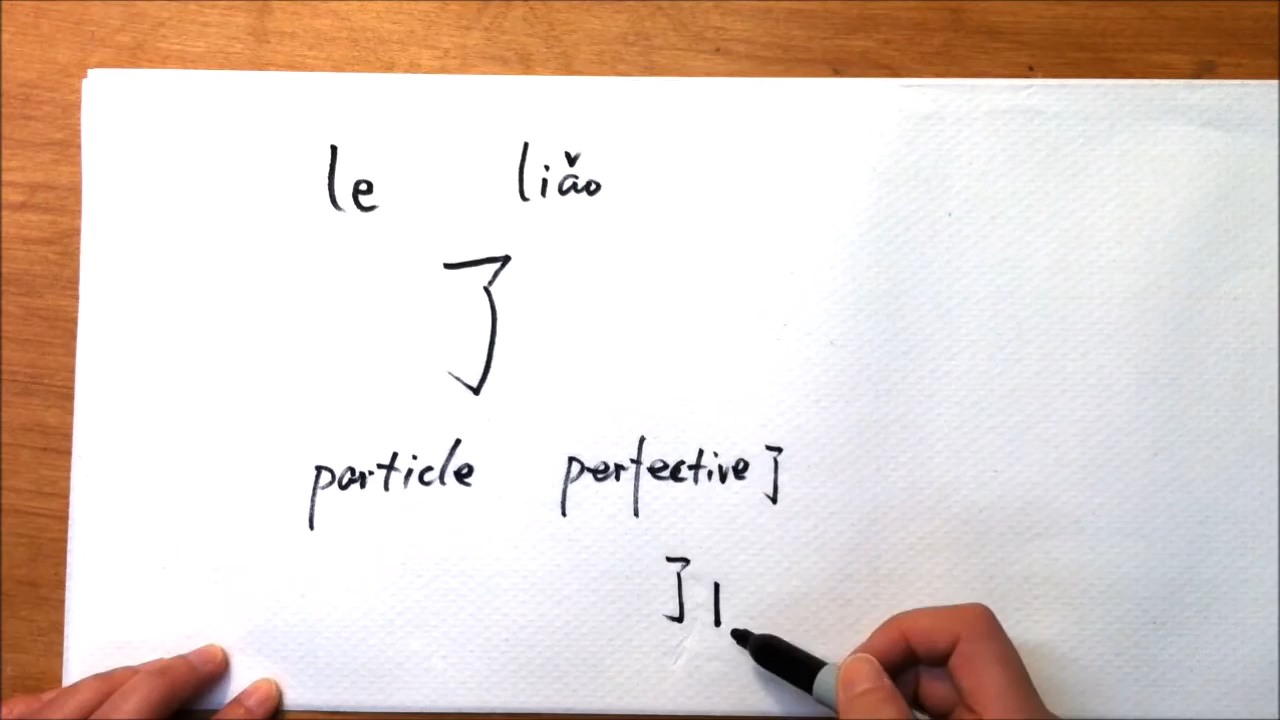 le liǎo
了
particle perfective 了
了1